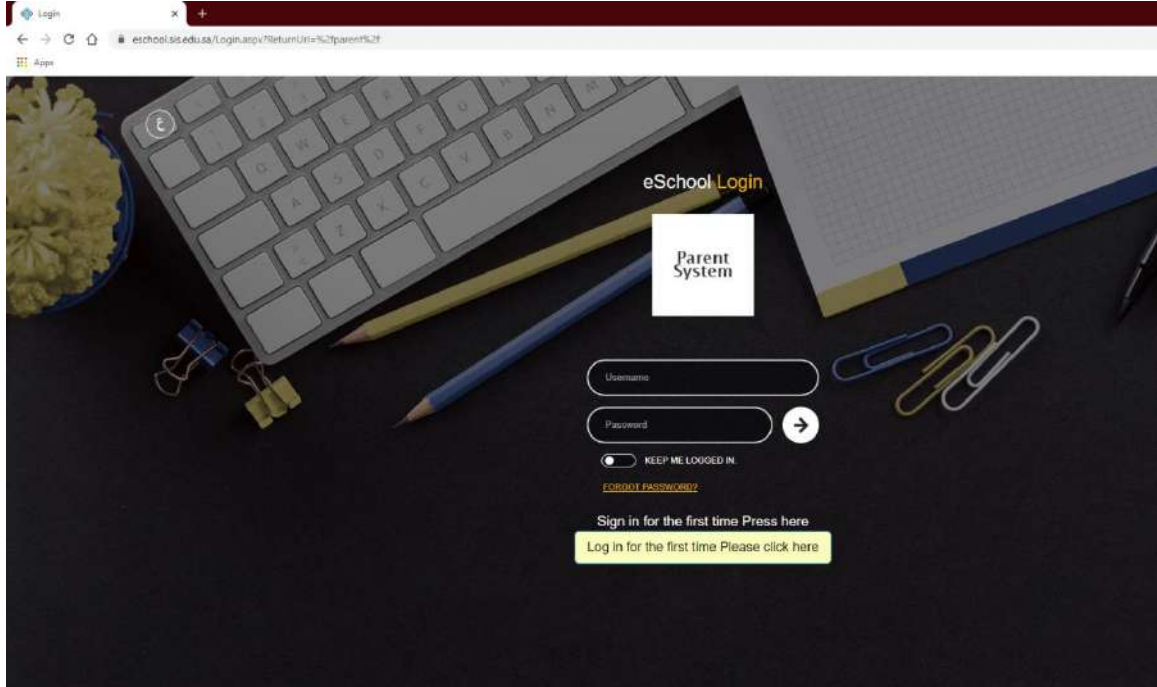 Login
eschool.sis.edu.sa/Login.aspx?ReturnUrl=%2fparent%2f
Apps
ع
eSchool Login
Parent
System
Username
Password
KEEP ME LOGGED IN.
FORGOT PASSWORD?
Sign in for the first time Press here
Log in for the first time Please click here